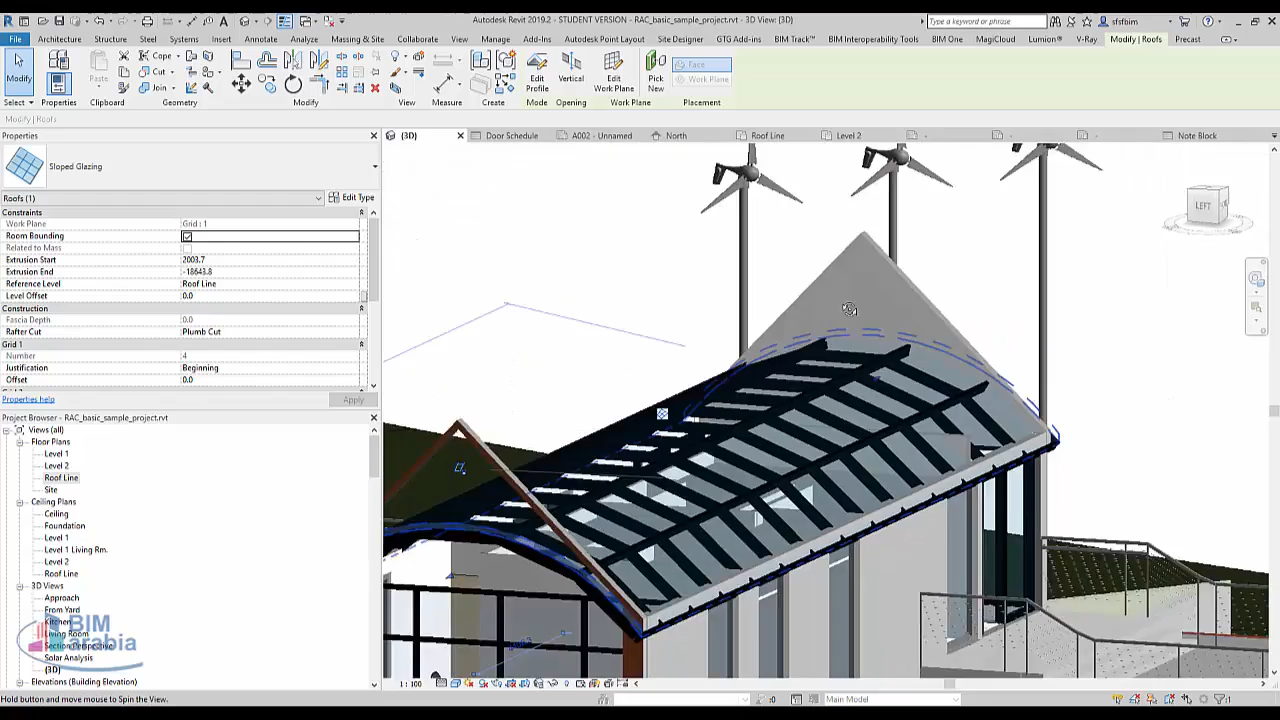 Autodesk Revit 2019.2 - STUDENT VERSION - RAC_basic_sample_project.rvt - 3D View: {3D}
Type a keyword or phrase
sfsfbim
File Architecture Structure Steel Systems Insert Annotate Analyze Massing & Site Collaborate View Manage Add-Ins Autodesk Point Layout Site Designer GTG Add-ins BIM Track™ BIM Interoperability Tools BIM One MagiCloud Lumion® V-Ray Modify | Roofs Precast
Modify
Paste
Cope
Cut
Join
Edit Profile
Vertical
Edit Work Plane
Pick New
Face
Work Plane
Select Properties Clipboard Geometry Modify View Measure Create Mode Opening Work Plane Placement
Modify | Roofs
Properties
{3D} Door Schedule A002 - Unnamed North Roof Line Level 2 - - - Note Block
Sloped Glazing
Roofs (1) Edit Type
Constraints
Work Plane Grid : 1
Room Bounding
Related to Mass
Extrusion Start 2003.7
Extrusion End -18643.8
Reference Level Roof Line
Level Offset 0.0
Construction
Fascia Depth 0.0
Rafter Cut Plumb Cut
Grid 1
Number 4
Justification Beginning
Offset 0.0
Properties help Apply
Project Browser - RAC_basic_sample_project.rvt
Views (all)
Floor Plans
Level 1
Level 2
Roof Line
Site
Ceiling Plans
Ceiling
Foundation
Level 1
Level 1 Living Rm.
Level 2
Roof Line
3D Views
Approach
From Yard
Kitchen
Living Room
Section Perspective
Solar Analysis
{3D}
Elevations (Building Elevation)
BIM
arabia
LEFT
1 : 100
Hold button and move mouse to Spin the View.
:0
Main Model
:1